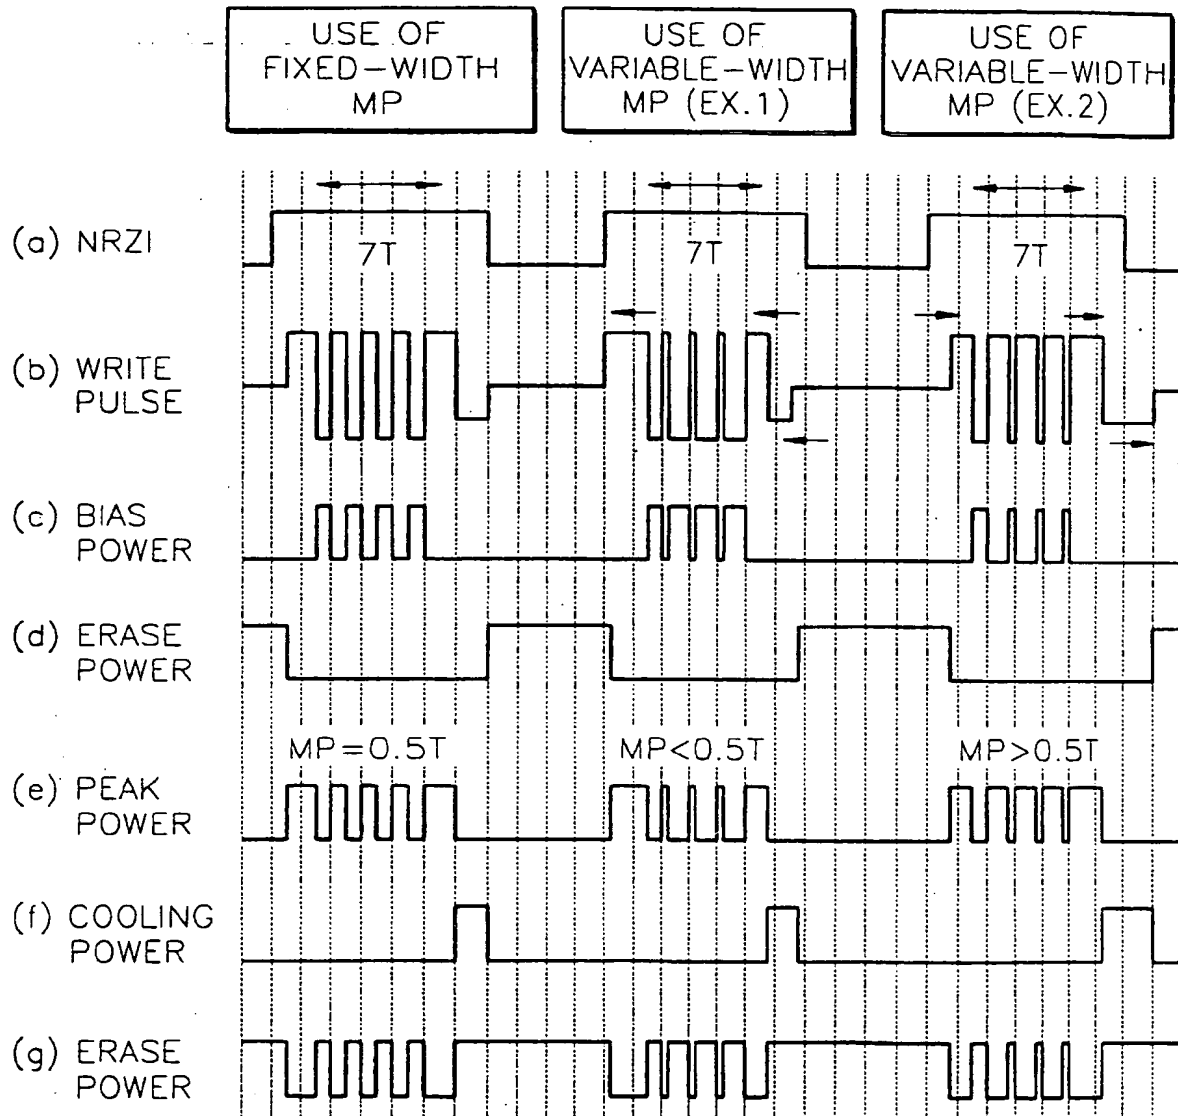 USE OF
FIXED-WIDTH
MP
USE OF
VARIABLE-WIDTH
MP (EX.1)
USE OF
VARIABLE-WIDTH
MP (EX.2)
(a) NRZI
7T
7T
7T
(b) WRITE
PULSE
(c) BIAS
POWER
(d) ERASE
POWER
MP=0.5T
MP<0.5T
MP>0.5T
(e) PEAK
POWER
(f) COOLING
POWER
(g) ERASE
POWER